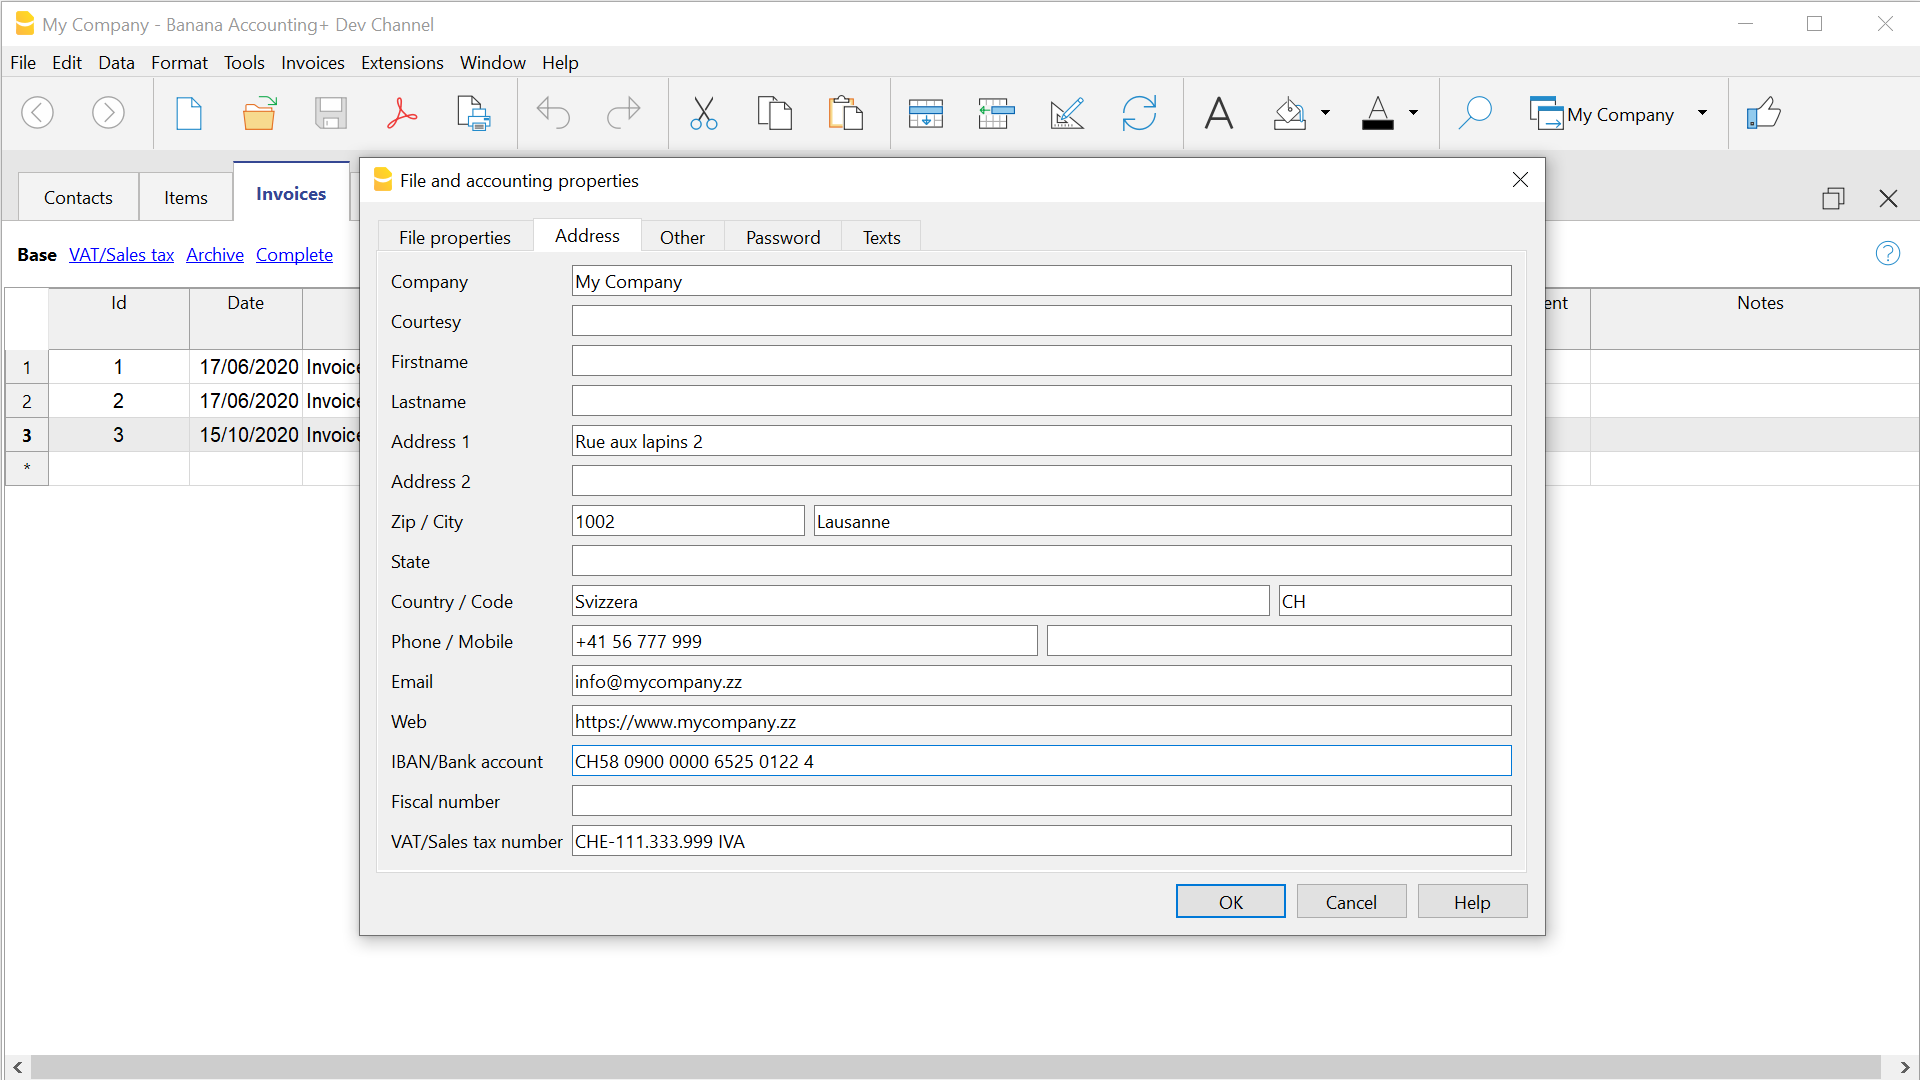 My Company - Banana Accounting+ Dev Channel
File Edit Data Format Tools Invoices Extensions Window Help
A A My Company
File and accounting properties
Contacts Items Invoices
File properties Address Other Password Texts
Base VAT/Sales tax Archive Complete ?
Id Date ent Notes
1 1 17/06/2020 Invoice
2 2 17/06/2020 Invoice
3 3 15/10/2020 Invoice
*
Company My Company
Courtesy
Firstname
Lastname
Address 1 Rue aux lapins 2
Address 2
Zip / City 1002 Lausanne
State
Country / Code Svizzera CH
Phone / Mobile +41 56 777 999
Email info@mycompany.zz
Web https://www.mycompany.zz
IBAN/Bank account CH58 0900 0000 6525 0122 4
Fiscal number
VAT/Sales tax number CHE-111.333.999 IVA
OK Cancel Help